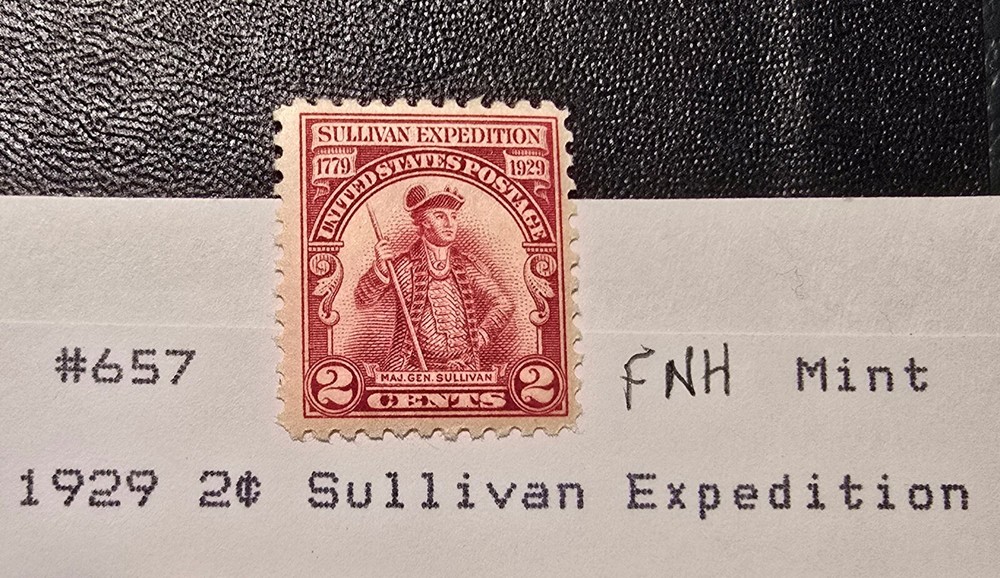 SULLIVAN EXPEDITION
1779 1929
UNITED STATES POSTAGE
MAJ. GEN. SULLIVAN
2 2
CENTS
#657 FNH Mint
1929 2¢ Sullivan Expedition